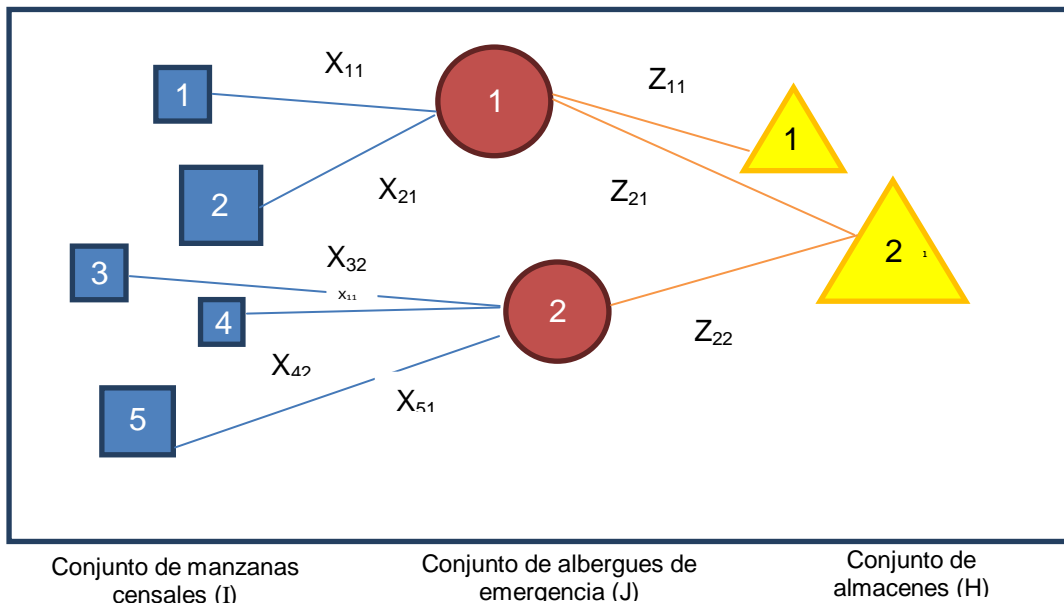 X₁₁
Z₁₁
1
1
1
2
X₂₁
Z₂₁
3
X₃₂
X₁₁
2 ₁
4
2
Z₂₂
X₄₂
5
X₅₁
Conjunto de manzanas
censales (I)
Conjunto de albergues de
emergencia (J)
Conjunto de
almacenes (H)